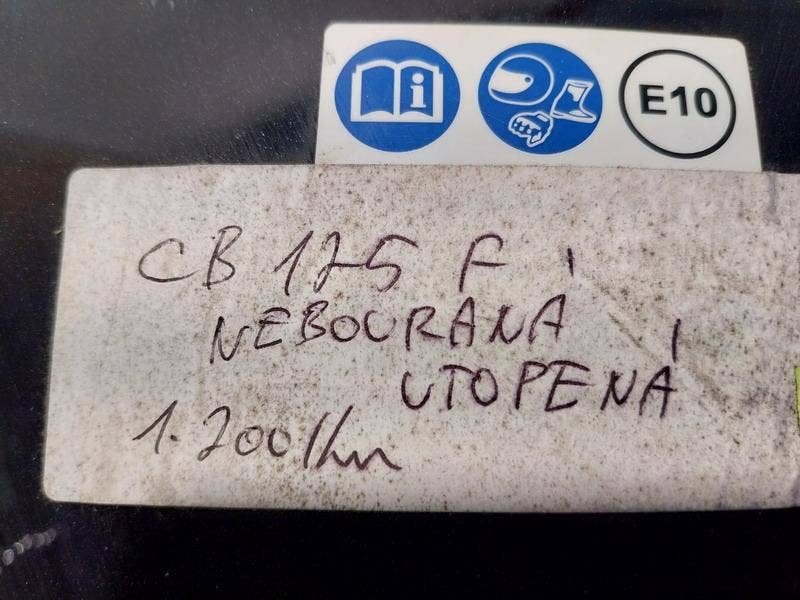 i
E10
CB 125 F
NEBOURANÁ
UTOPENÁ
1.200 km